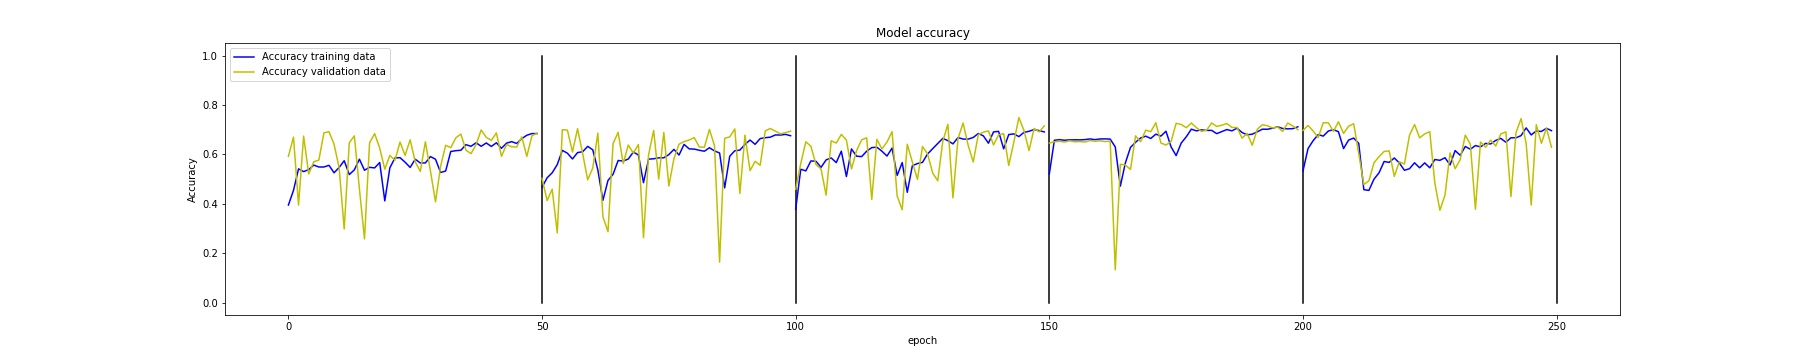 Model accuracy
Accuracy training data
Accuracy validation data
1.0
0.8
0.6
0.4
0.2
0.0
Accuracy
0 50 100 150 200 250
epoch